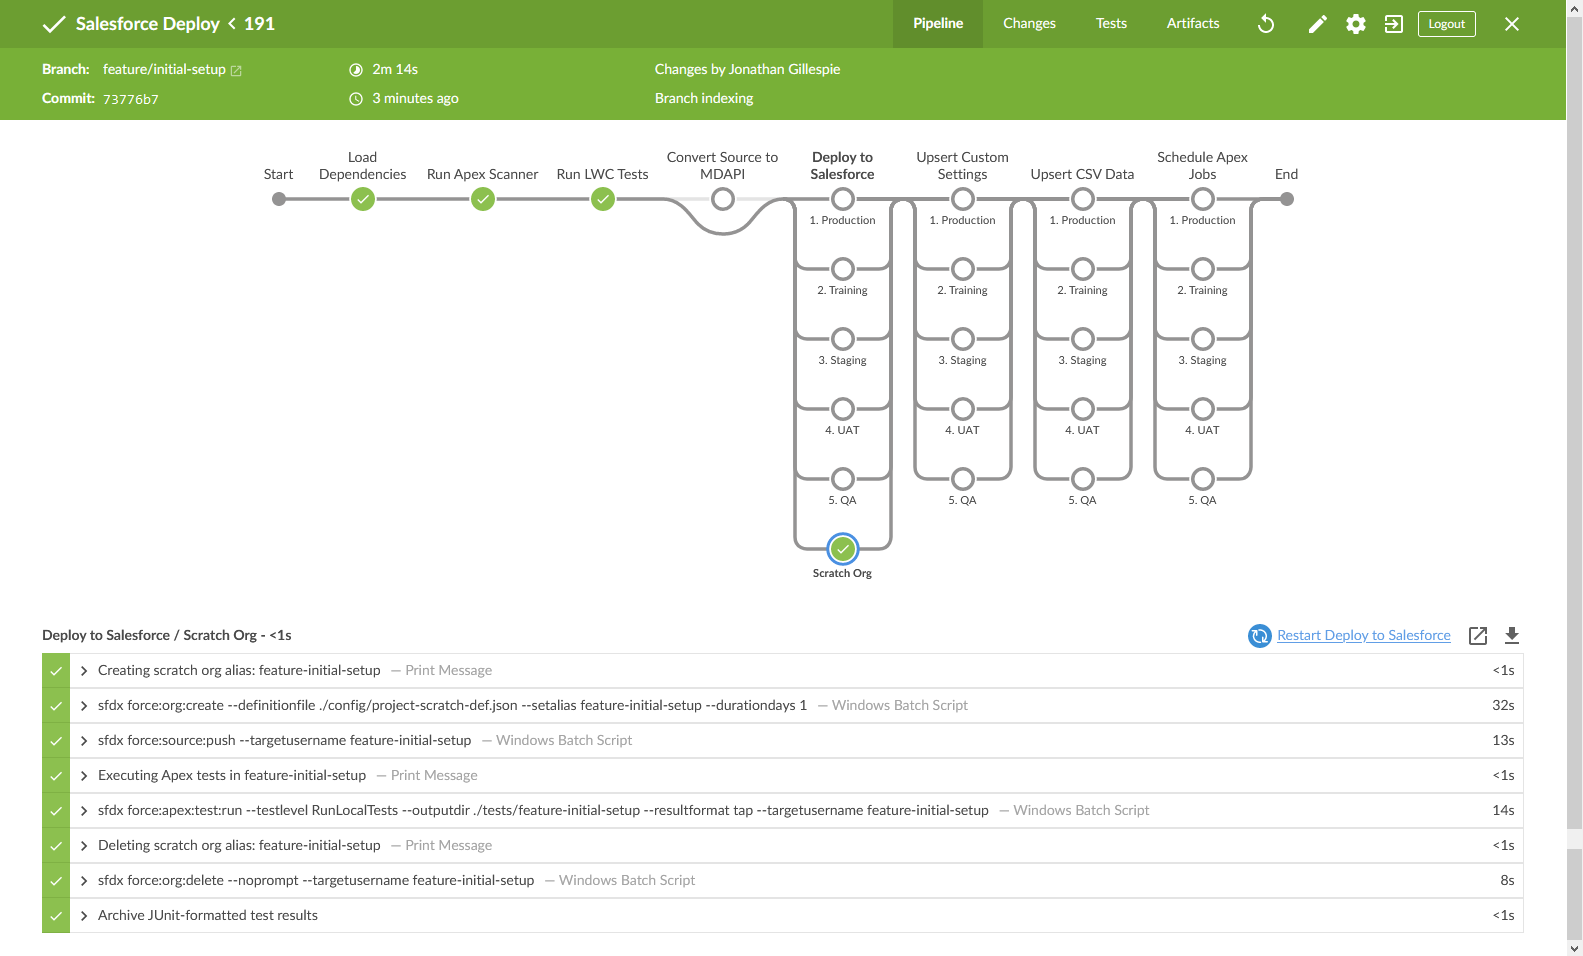 Salesforce Deploy < 191
Pipeline Changes Tests Artifacts Logout
Branch: feature/initial-setup 2m 14s Changes by Jonathan Gillespie
Commit: 73776b7 3 minutes ago Branch indexing
Start
Load
Dependencies
Run Apex Scanner
Run LWC Tests
Convert Source to
MDAPI
Deploy to
Salesforce
Upsert Custom
Settings
Upsert CSV Data
Schedule Apex
Jobs
End
1. Production 1. Production 1. Production 1. Production
2. Training 2. Training 2. Training 2. Training
3. Staging 3. Staging 3. Staging 3. Staging
4. UAT 4. UAT 4. UAT 4. UAT
5. QA 5. QA 5. QA 5. QA
Scratch Org
Deploy to Salesforce / Scratch Org - <1s Restart Deploy to Salesforce
Creating scratch org alias: feature-initial-setup — Print Message <1s
sfdx force:org:create --definitionfile ./config/project-scratch-def.json --setalias feature-initial-setup --durationdays 1 — Windows Batch Script 32s
sfdx force:source:push --targetusername feature-initial-setup — Windows Batch Script 13s
Executing Apex tests in feature-initial-setup — Print Message <1s
sfdx force:apex:test:run --testlevel RunLocalTests --outputdir ./tests/feature-initial-setup --resultformat tap --targetusername feature-initial-setup — Windows Batch Script 14s
Deleting scratch org alias: feature-initial-setup — Print Message <1s
sfdx force:org:delete --noprompt --targetusername feature-initial-setup — Windows Batch Script 8s
Archive JUnit-formatted test results <1s